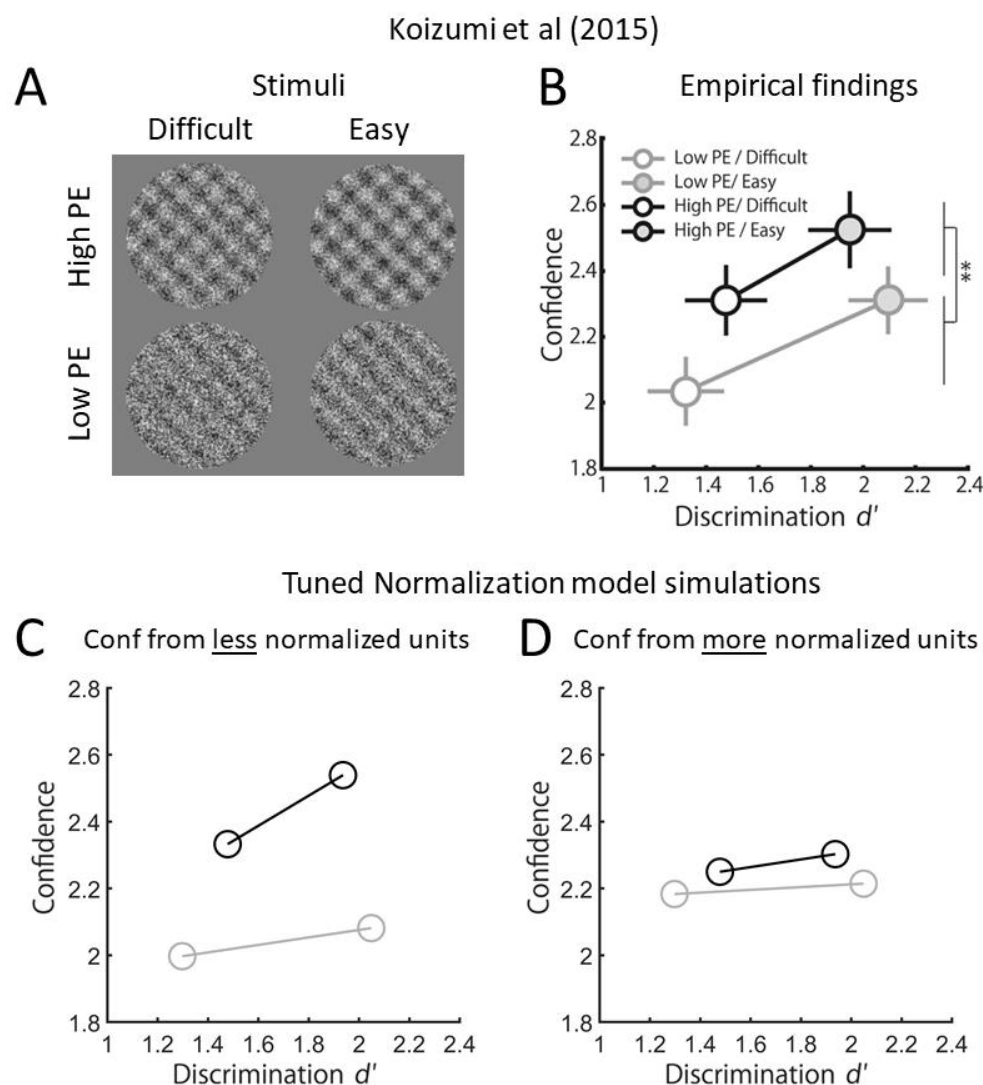 Koizumi et al (2015)
A
Stimuli
Difficult Easy
High PE
Low PE
B
Empirical findings
2.8
2.6
2.4
2.2
2
1.8
Confidence
Low PE / Difficult
Low PE/ Easy
High PE/ Difficult
High PE / Easy
**
1 1.2 1.4 1.6 1.8 2 2.2 2.4
Discrimination d'
Tuned Normalization model simulations
C
Conf from less normalized units
2.8
2.6
2.4
2.2
2
1.8
Confidence
1 1.2 1.4 1.6 1.8 2 2.2 2.4
Discrimination d'
D
Conf from more normalized units
2.8
2.6
2.4
2.2
2
1.8
Confidence
1 1.2 1.4 1.6 1.8 2 2.2 2.4
Discrimination d'